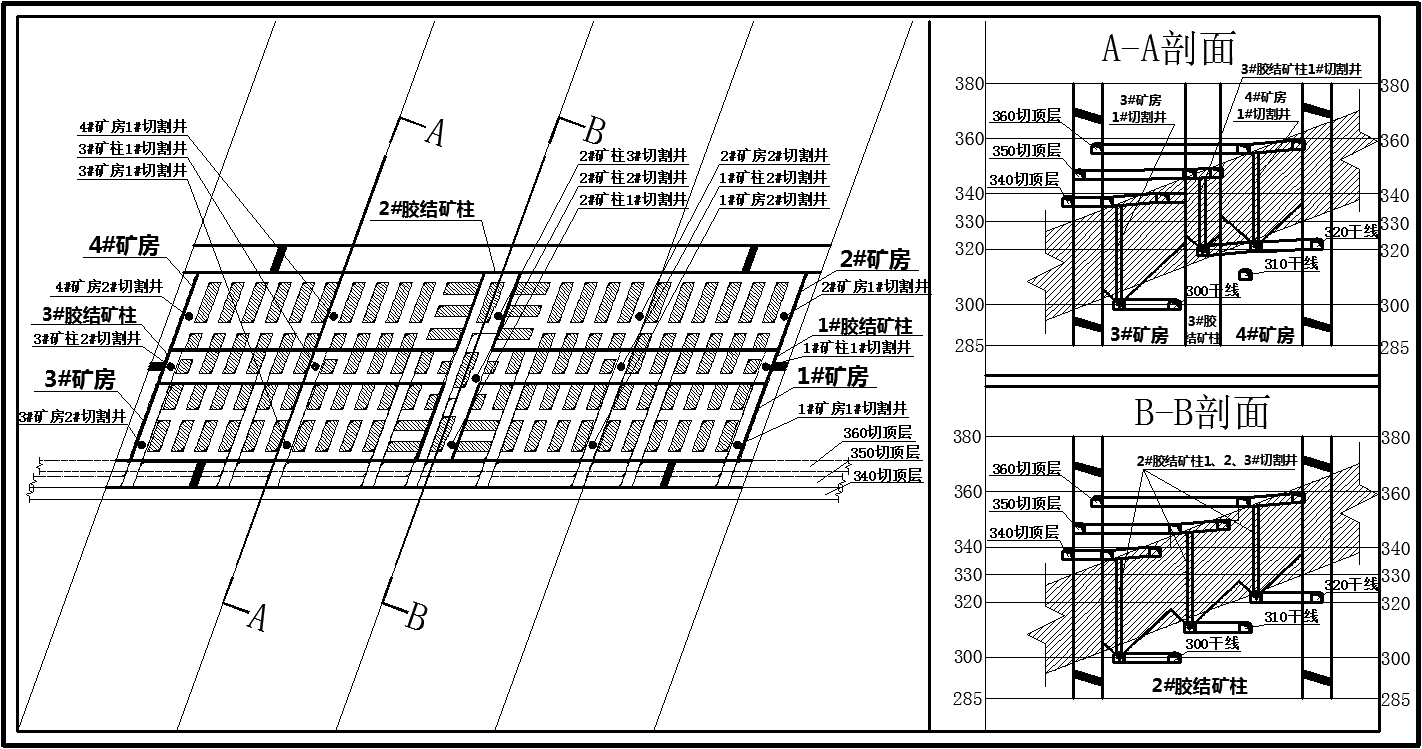 A
B
4#矿房1#切割井
3#矿柱1#切割井
3#矿房1#切割井
2#矿柱3#切割井
2#矿柱2#切割井
2#矿柱1#切割井
2#矿房2#切割井
1#矿柱2#切割井
1#矿房2#切割井
2#胶结矿柱
4#矿房
2#矿房
4#矿房2#切割井
2#矿房1#切割井
3#胶结矿柱
1#胶结矿柱
3#矿柱2#切割井
1#矿柱1#切割井
3#矿房
1#矿房
3#矿房2#切割井
1#矿房1#切割井
360切顶层
350切顶层
340切顶层
A
B
A-A剖面
3#胶结矿柱1#切割井
380
380
3#矿房
1#切割井
4#矿房
1#切割井
360切顶层
360
360
350切顶层
340切顶层
340
340
330
330
320干线
320
320
310干线
300干线
300
300
3#矿房
3#胶
结矿柱
4#矿房
285
285
B-B剖面
380
380
2#胶结矿柱1、2、3#切割井
360切顶层
360
360
350切顶层
340切顶层
340
340
330
330
320干线
320
320
310干线
300干线
300
300
2#胶结矿柱
285
285